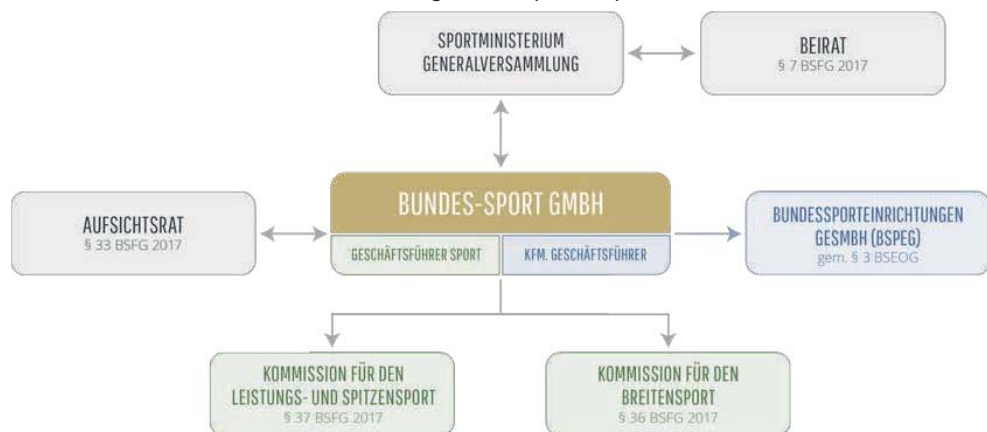 SPORTMINISTERIUM
GENERALVERSAMMLUNG
BEIRAT
§ 7 BSFG 2017
BUNDES-SPORT GMBH
AUFSICHTSRAT
§ 33 BSFG 2017
GESCHÄFTSFÜHRER SPORT
KFM. GESCHÄFTSFÜHRER
BUNDESSPORTEINRICHTUNGEN
GESMBH (BSPEG)
gem. § 3 BSEOG
KOMMISSION FÜR DEN
LEISTUNGS- UND SPITZENSPORT
§ 37 BSFG 2017
KOMMISSION FÜR DEN
BREITENSPORT
§ 36 BSFG 2017